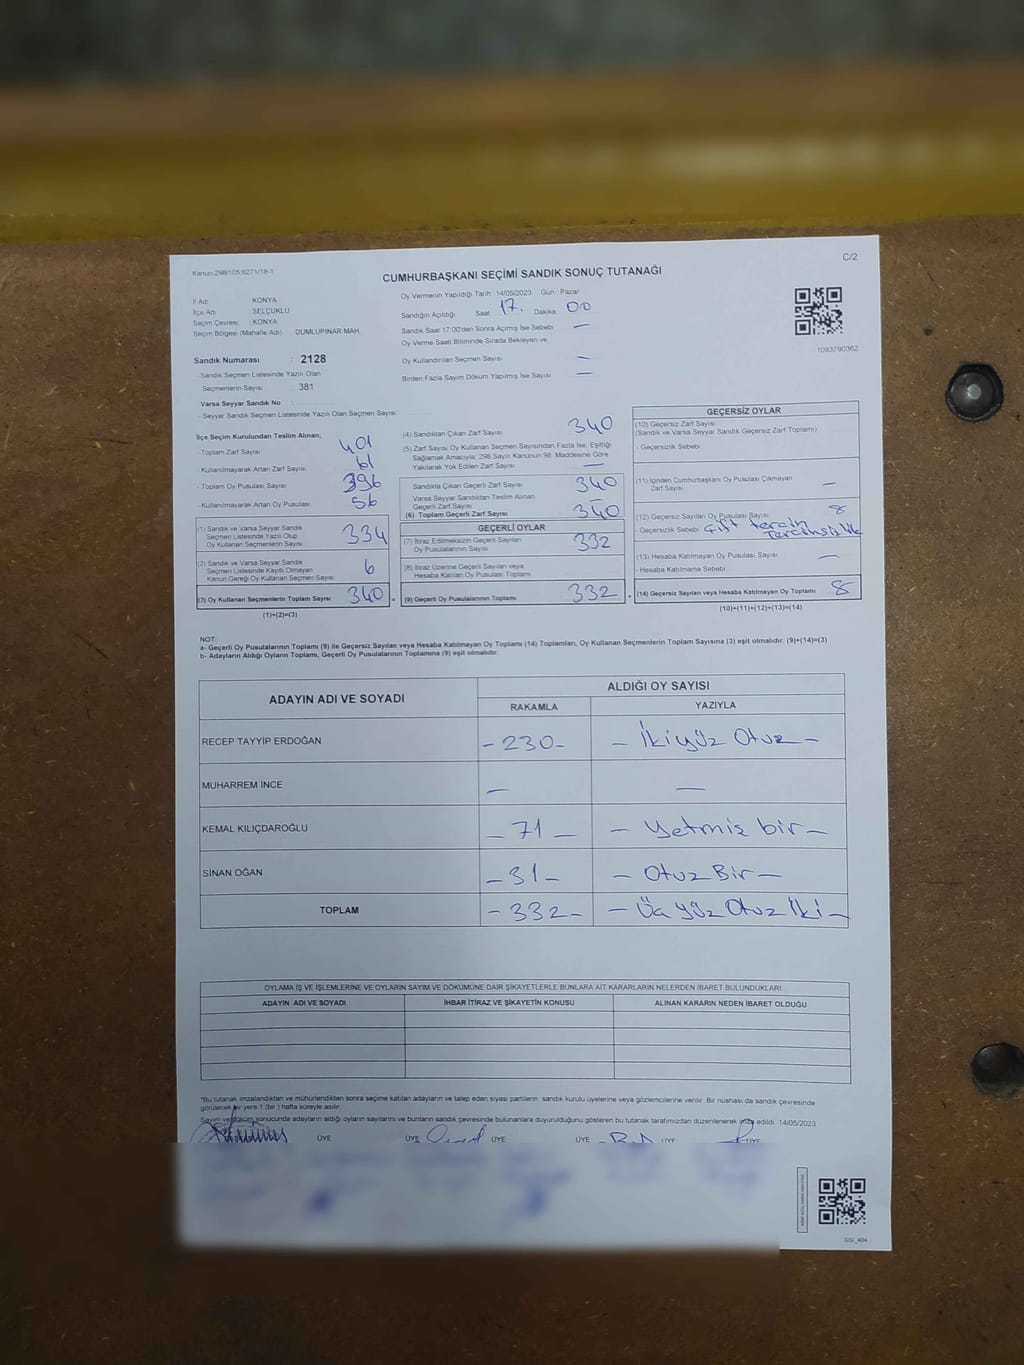 Kanun:298/105;6271/18-1
C/2
CUMHURBAŞKANI SEÇİMİ SANDIK SONUÇ TUTANAĞI
İl Adı KONYA
İlçe Adı SELÇUKLU
Seçim Çevresi : KONYA
Seçim Bölgesi (Mahalle Adı) : DUMLUPINAR MAH.
Sandık Numarası : 2128
Sandık Seçmen Listesinde Yazılı Olan
Seçmenlerin Sayısı : 381
Varsa Seyyar Sandık No :
- Seyyar Sandık Seçmen Listesinde Yazılı Olan Seçmen Sayısı
Oy Vermenin Yapıldığı Tarih :14/05/2023 Gün : Pazar
Sandığın Açıldığı Saat 17. Dakika 00
Sandık Saat 17:00'den Sonra Açılmış İse Sebebi —
Oy Verme Saati Bitiminde Sırada Bekleyen ve
Oy Kullandırılan Seçmen Sayısı —
Birden Fazla Sayım Döküm Yapılmış İse Sayısı —
1093790362
İlçe Seçim Kurulundan Teslim Alınan;
- Toplam Zarf Sayısı 401
- Kullanılmayarak Artan Zarf Sayısı 61
- Toplam Oy Pusulası Sayısı 396
- Kullanılmayarak Artan Oy Pusulası 56
(1) Sandık ve Varsa Seyyar Sandık
Seçmen Listesinde Yazılı Olup
Oy Kullanan Seçmenlerin Sayısı 334
(2) Sandık ve Varsa Seyyar Sandık
Seçmen Listesinde Kayıtlı Olmayan
Kanun Gereği Oy Kullanan Seçmen Sayısı 6
(3) Oy Kullanan Seçmenlerin Toplam Sayısı 340 =
(1)+(2)=(3)
(4) Sandıktan Çıkan Zarf Sayısı 340
(5) Zarf Sayısı Oy Kullanan Seçmen Sayısından Fazla İse, Eşitliği
Sağlamak Amacıyla; 298 Sayılı Kanunun 98. Maddesine Göre
Yakılarak Yok Edilen Zarf Sayısı —
Sandıkta Çıkan Geçerli Zarf Sayısı 340
Varsa Seyyar Sandıktan Teslim Alınan
Geçerli Zarf Sayısı —
(6) Toplam Geçerli Zarf Sayısı 340
GEÇERLİ OYLAR
(7) İtiraz Edilmeksizin Geçerli Sayılan
Oy Pusulalarının Sayısı 332
(8) İtiraz Üzerine Geçerli Sayılan veya
Hesaba Katılan Oy Pusulası Toplamı
(9) Geçerli Oy Pusulalarının Toplamı 332 +
GEÇERSİZ OYLAR
(10) Geçersiz Zarf Sayısı
(Sandık ve Varsa Seyyar Sandık Geçersiz Zarf Toplamı)
- Geçersizlik Sebebi
(11) İçinden Cumhurbaşkanı Oy Pusulası Çıkmayan
Zarf Sayısı —
(12) Geçersiz Sayılan Oy Pusulası Sayısı 8
- Geçersizlik Sebebi Çift tercih
Tercihsizlik
(13) Hesaba Katılmayan Oy Pusulası Sayısı —
- Hesaba Katılmama Sebebi
(14) Geçersiz Sayılan veya Hesaba Katılmayan Oy Toplamı 8
(10)+(11)+(12)+(13)=(14)
NOT:
a- Geçerli Oy Pusulalarının Toplamı (9) ile Geçersiz Sayılan veya Hesaba Katılmayan Oy Toplamı (14) Toplamları, Oy Kullanan Seçmenlerin Toplam Sayısına (3) eşit olmalıdır. (9)+(14)=(3)
b- Adayların Aldığı Oyların Toplamı, Geçerli Oy Pusulalarının Toplamına (9) eşit olmalıdır.
ADAYIN ADI VE SOYADI ALDIĞI OY SAYISI
RAKAMLA YAZIYLA
RECEP TAYYİP ERDOĞAN - 230 - - İkiyüz Otuz -
MUHARREM İNCE — —
KEMAL KILIÇDAROĞLU - 71 - - Yetmiş bir -
SİNAN OĞAN - 31 - - Otuz Bir -
TOPLAM - 332 - - Üç yüz Otuz İki -
OYLAMA İŞ VE İŞLEMLERİNE VE OYLARIN SAYIM VE DÖKÜMÜNE DAİR ŞİKAYETLERLE BUNLARA AİT KARARLARIN NELERDEN İBARET BULUNDUKLARI
ADAYIN ADI VE SOYADI İHBAR İTİRAZ VE ŞİKAYETİN KONUSU ALINAN KARARIN NEDEN İBARET OLDUĞU
*Bu tutanak imzalandıktan ve mühürlendikten sonra seçime katılan adayların ve talep eden siyasi partilerin sandık kurulu üyelerine veya gözlemcilerine verilir. Bir nüshası da sandık çevresinde
görülecek bir yere 1 (bir) hafta süreyle asılır
Sayım ve döküm sonucunda adayların aldığı oyların sayılarını ve bunların sandık çevresinde bulunanlara duyurulduğunu gösteren bu tutanak tarafımızdan düzenlenerek imza edildi. 14/05/2023
ÜYE ÜYE ÜYE ÜYE ÜYE ÜYE